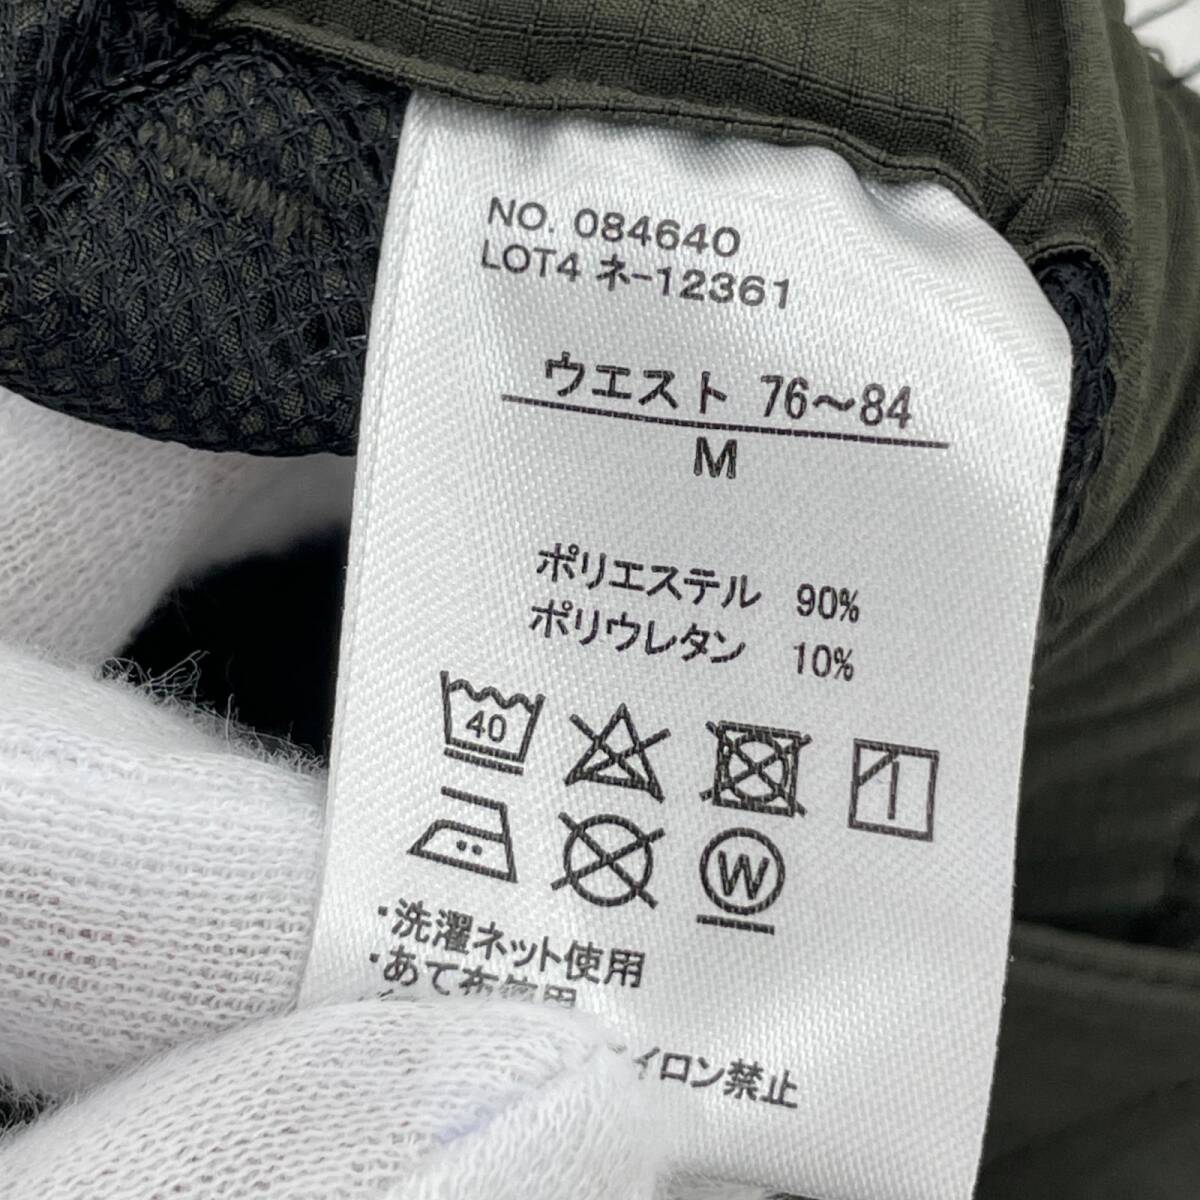 NO. 084640
LOT4 ネ-12361
ウエスト 76〜84
M
ポリエステル 90%
ポリウレタン 10%
40
W
・洗濯ネット使用
・あて布使用
イロン禁止